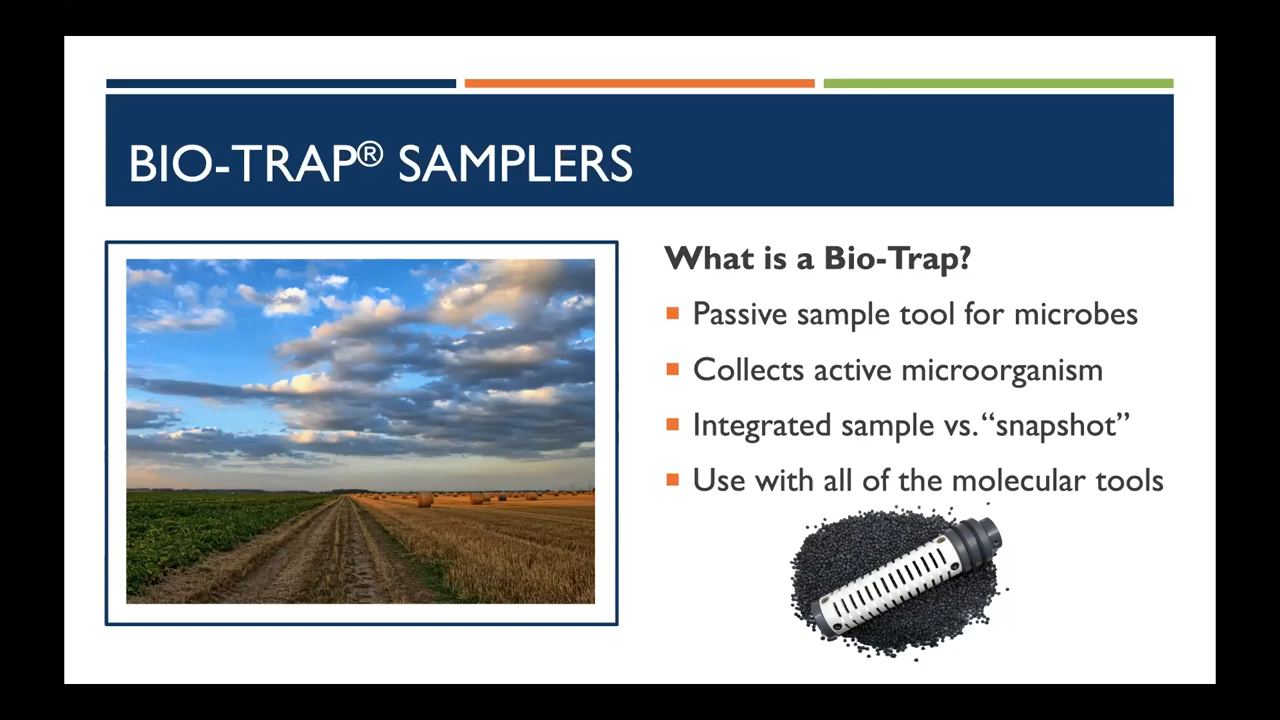 BIO-TRAP® SAMPLERS
What is a Bio-Trap?
Passive sample tool for microbes
Collects active microorganism
Integrated sample vs. “snapshot”
Use with all of the molecular tools